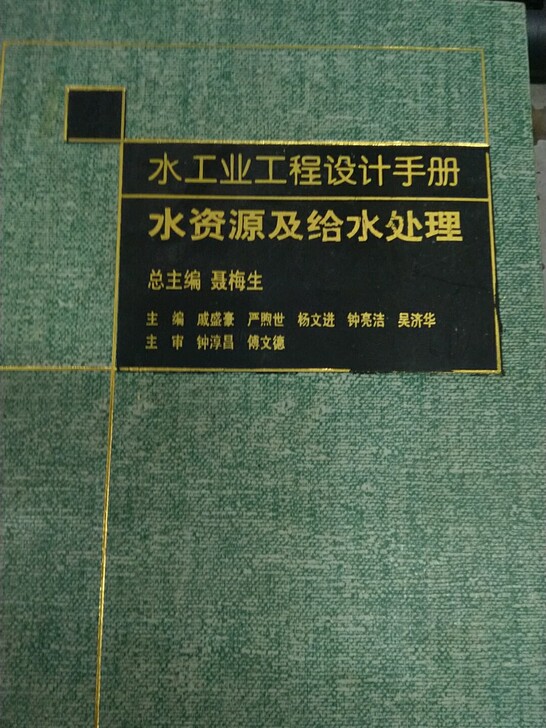 水工业工程设计手册
水资源及给水处理
总主编 聂梅生
主 编 戚盛豪 严煦世 杨文进 钟亮洁 吴济华
主 审 钟淳昌 傅文德